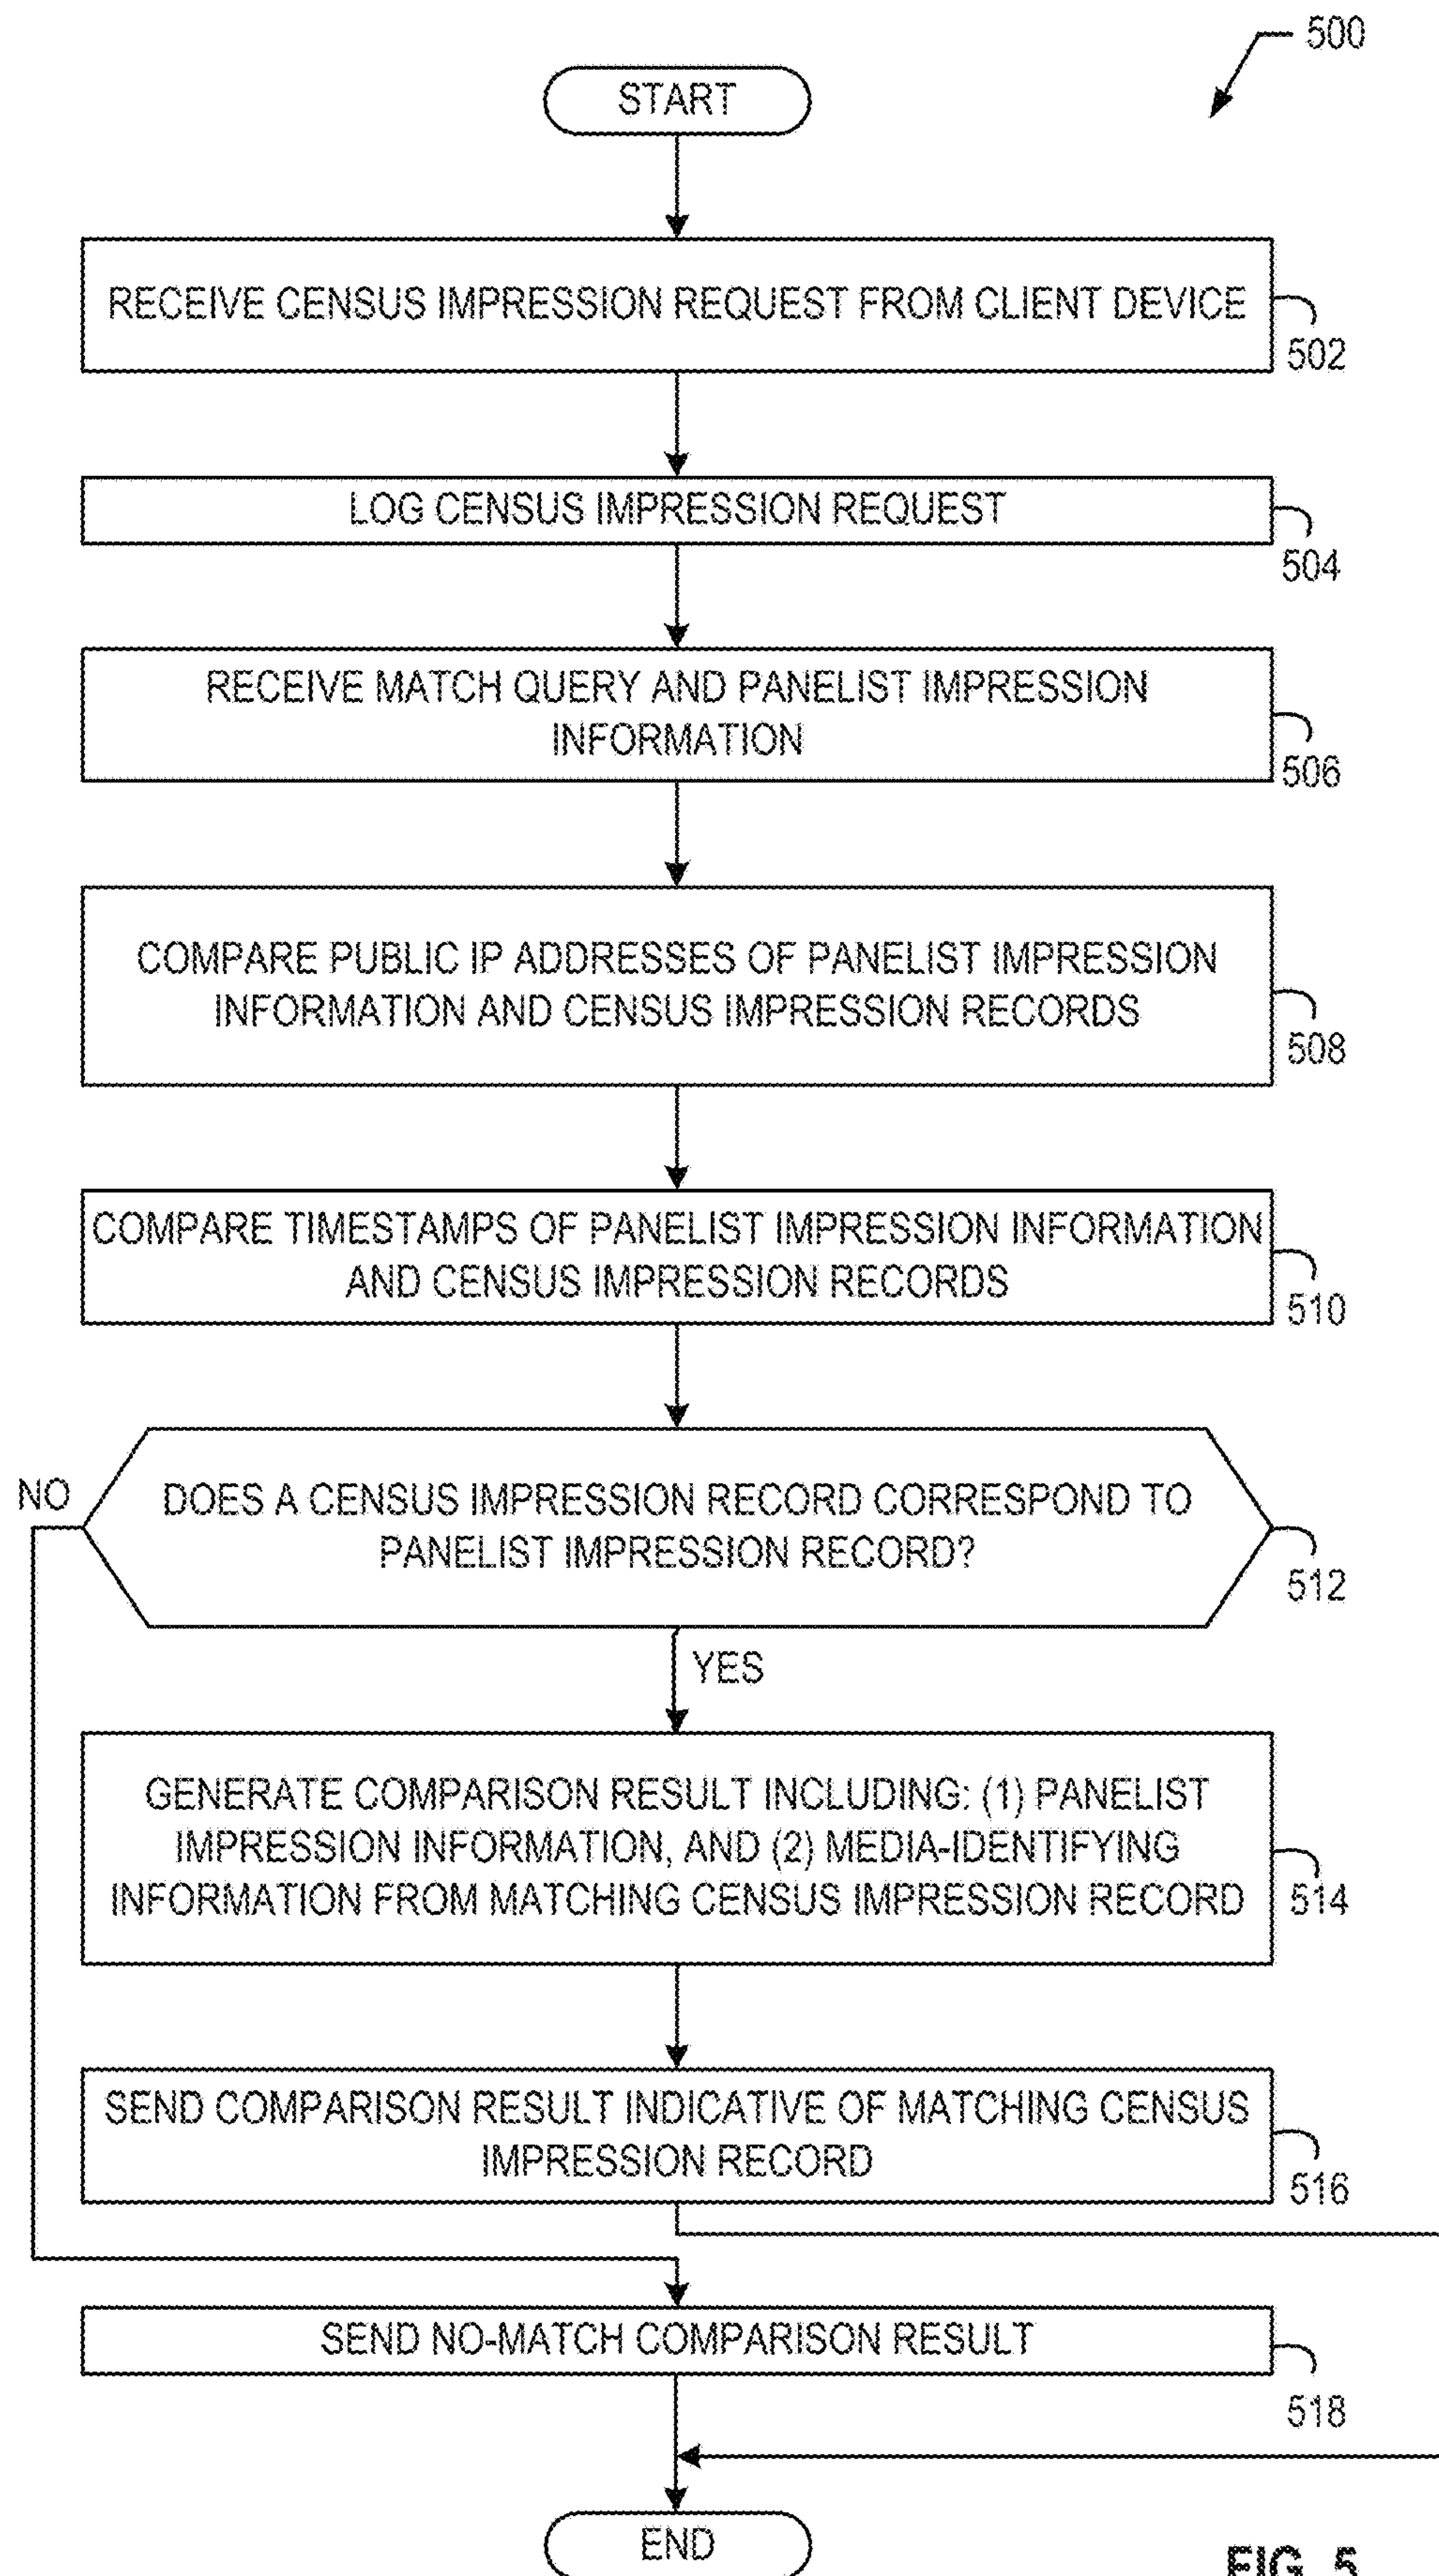 500
START
RECEIVE CENSUS IMPRESSION REQUEST FROM CLIENT DEVICE
502
LOG CENSUS IMPRESSION REQUEST
504
RECEIVE MATCH QUERY AND PANELIST IMPRESSION
INFORMATION
506
COMPARE PUBLIC IP ADDRESSES OF PANELIST IMPRESSION
INFORMATION AND CENSUS IMPRESSION RECORDS
508
COMPARE TIMESTAMPS OF PANELIST IMPRESSION INFORMATION
AND CENSUS IMPRESSION RECORDS
510
NO
DOES A CENSUS IMPRESSION RECORD CORRESPOND TO
PANELIST IMPRESSION RECORD?
512
YES
GENERATE COMPARISON RESULT INCLUDING: (1) PANELIST
IMPRESSION INFORMATION, AND (2) MEDIA-IDENTIFYING
INFORMATION FROM MATCHING CENSUS IMPRESSION RECORD
514
SEND COMPARISON RESULT INDICATIVE OF MATCHING CENSUS
IMPRESSION RECORD
516
SEND NO-MATCH COMPARISON RESULT
518
END
FIG. 5